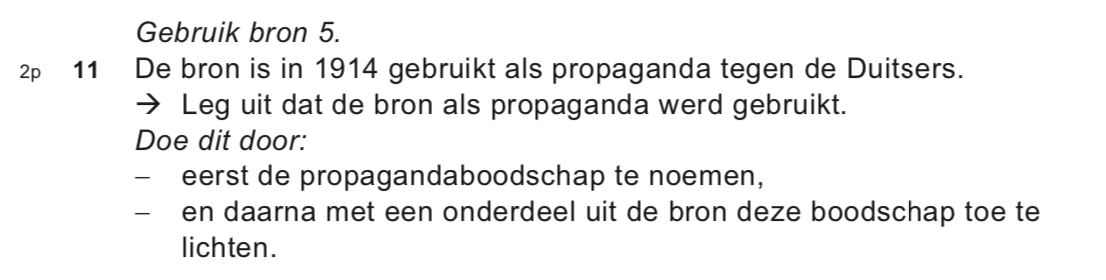 Gebruik bron 5.
2p 11 De bron is in 1914 gebruikt als propaganda tegen de Duitsers.
→ Leg uit dat de bron als propaganda werd gebruikt.
Doe dit door:
− eerst de propagandaboodschap te noemen,
− en daarna met een onderdeel uit de bron deze boodschap toe te
lichten.